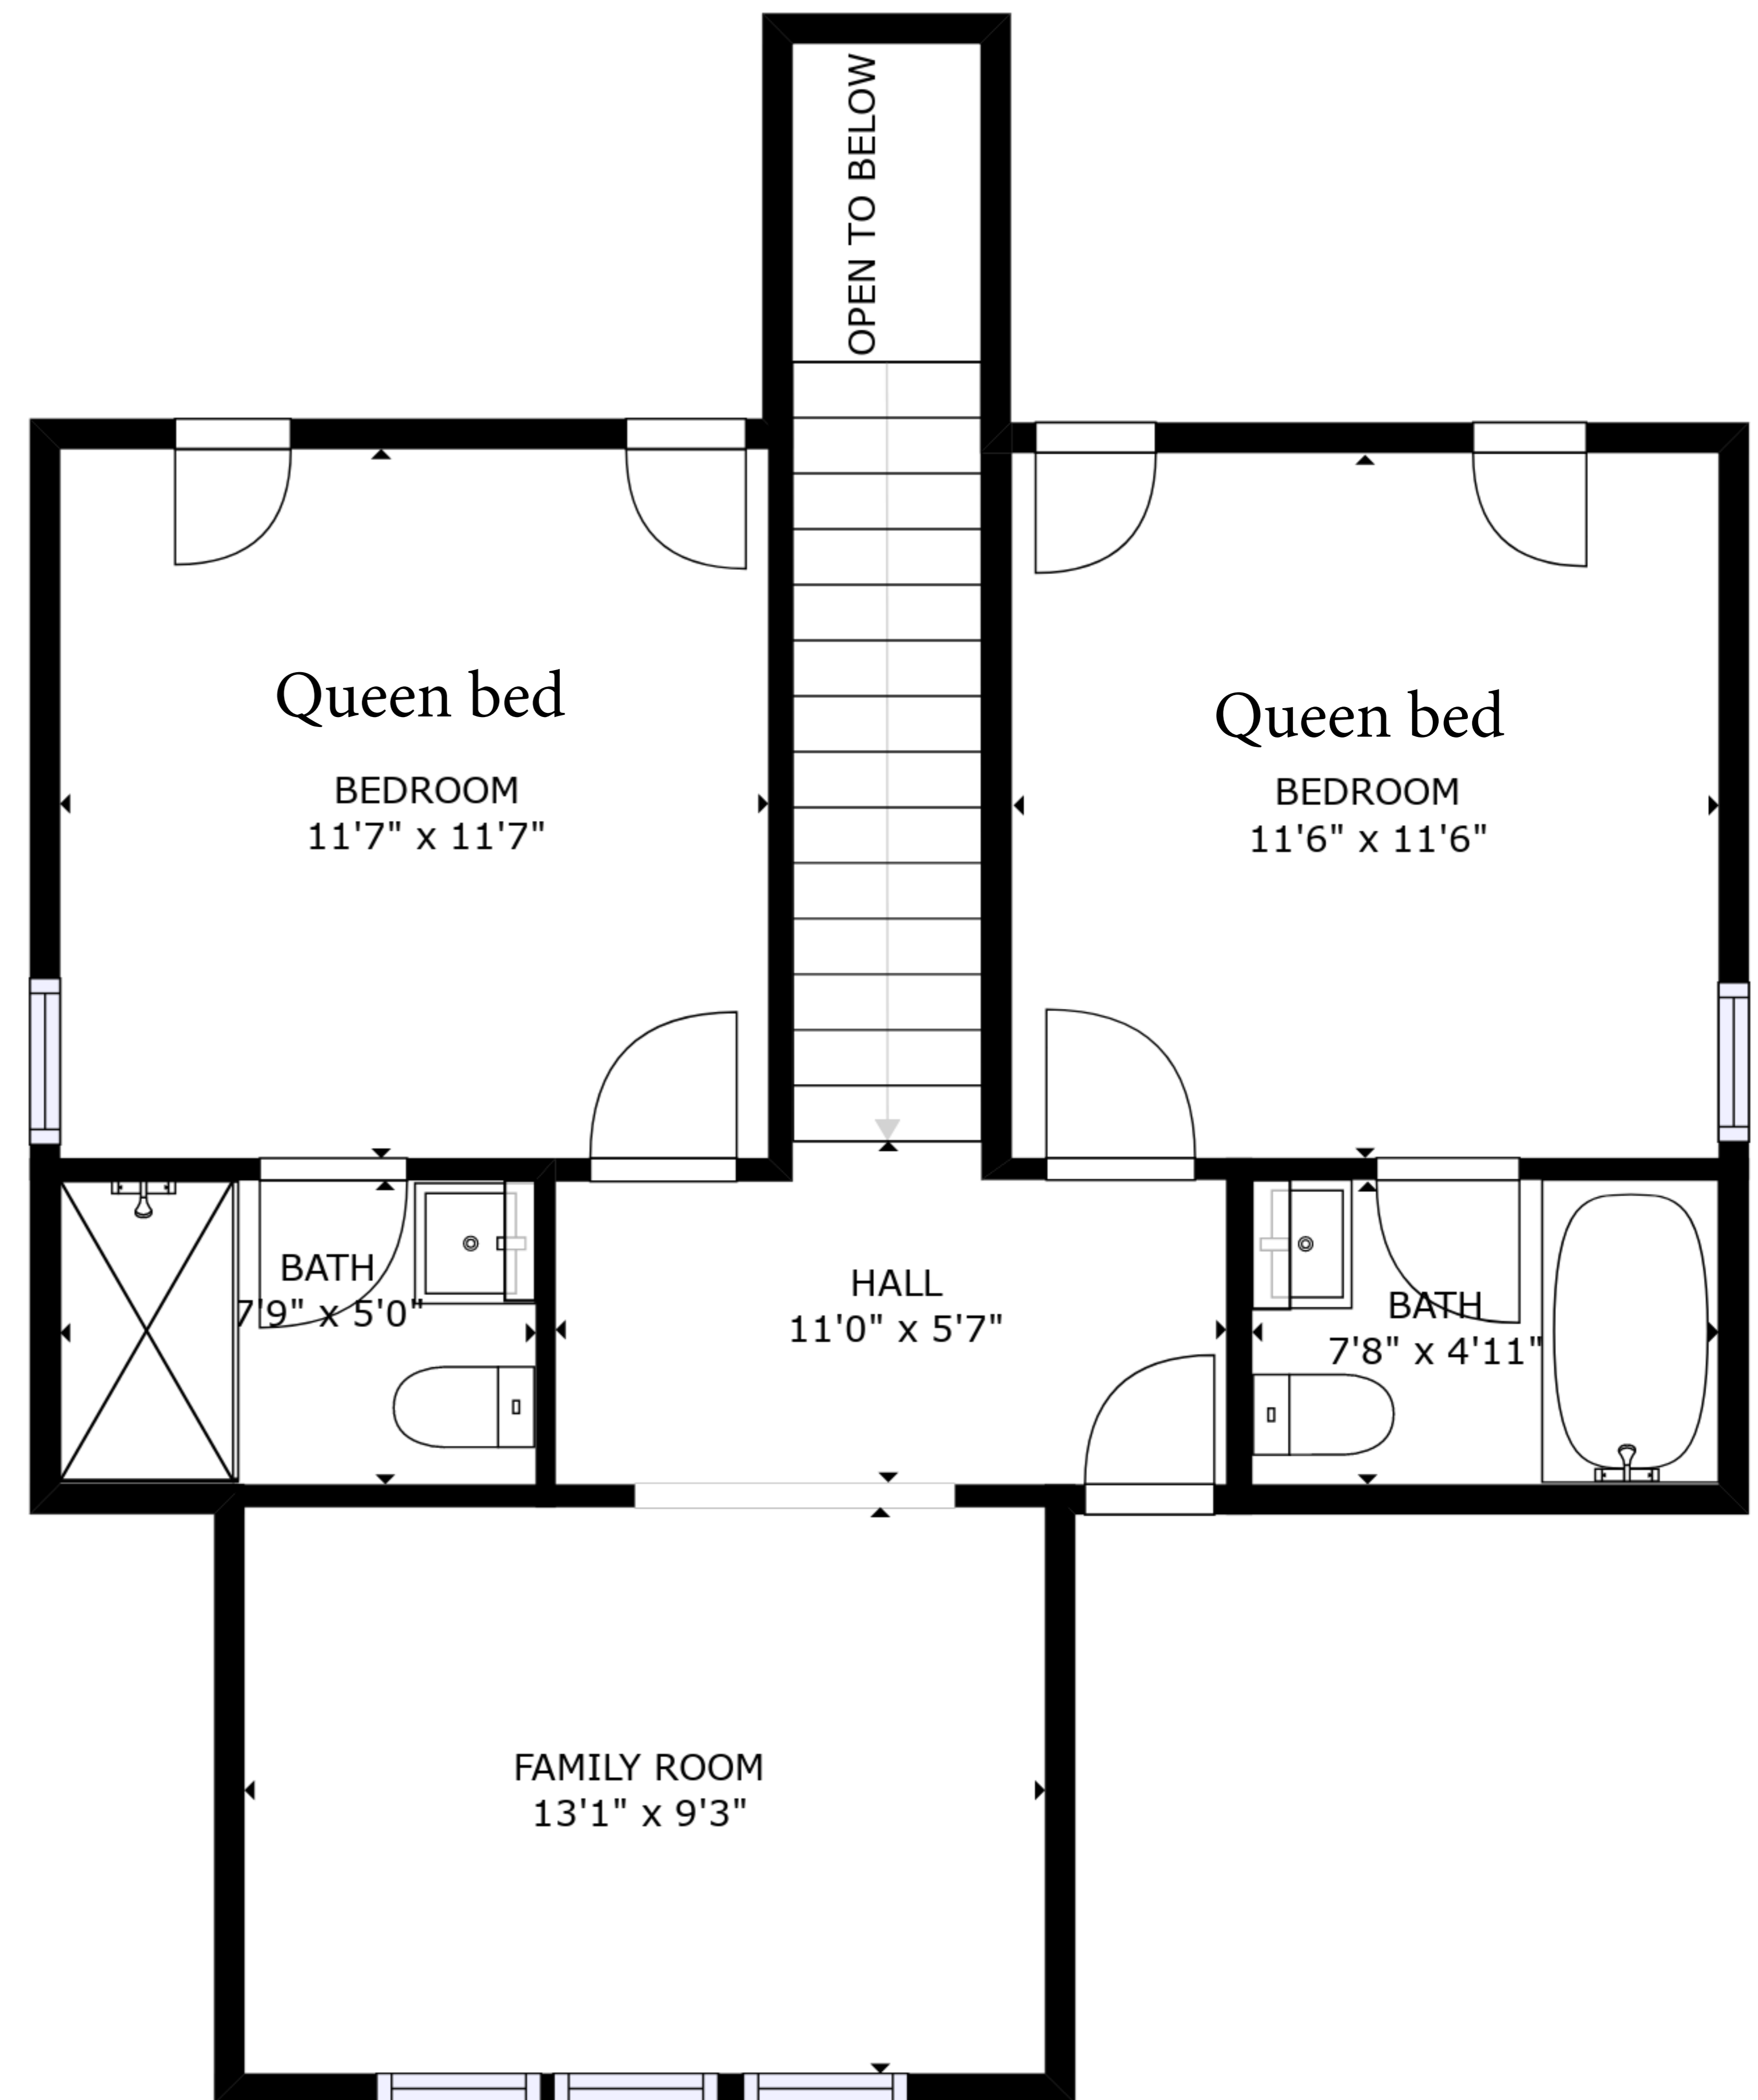 OPEN TO BELOW
Queen bed
BEDROOM
11'7" x 11'7"
Queen bed
BEDROOM
11'6" x 11'6"
BATH
7'9" x 5'0"
HALL
11'0" x 5'7"
BATH
7'8" x 4'11"
FAMILY ROOM
13'1" x 9'3"